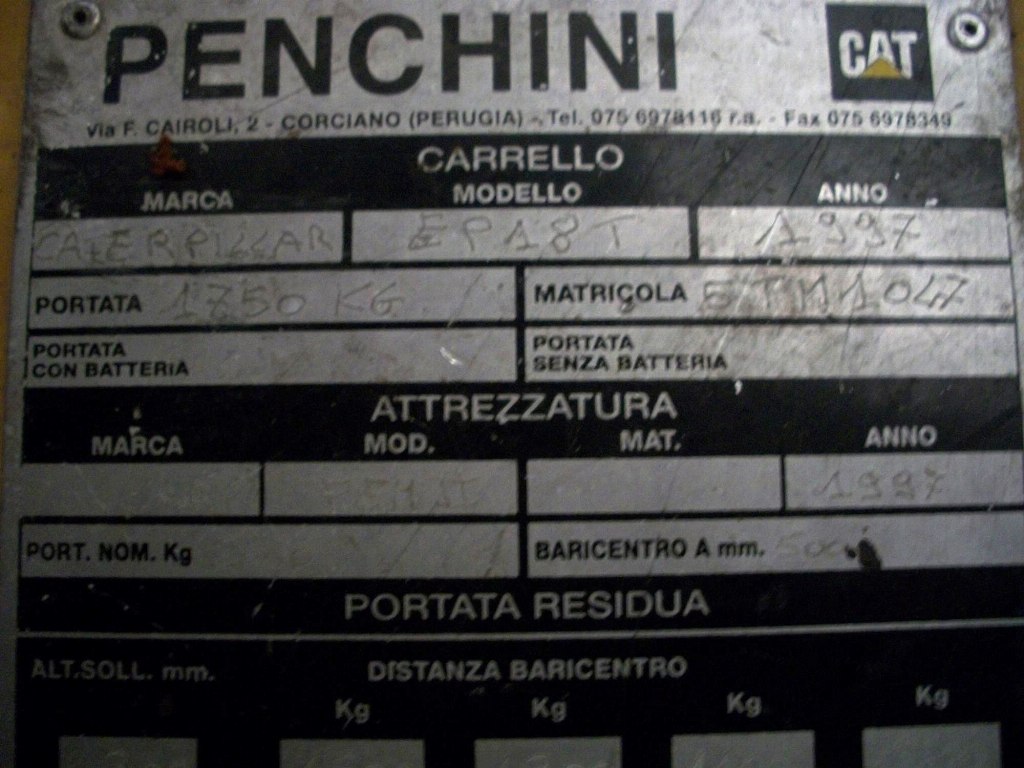 PENCHINI
CAT
Via F. CAIROLI, 2 - CORCIANO (PERUGIA) - Tel. 075 6978116 r.a. - Fax 075 6978349
CARRELLO
MARCA MODELLO ANNO
CATERPILLAR EP18T 1997
PORTATA 1750 KG MATRICOLA ETM11047
PORTATA CON BATTERIA PORTATA SENZA BATTERIA
ATTREZZATURA
MARCA MOD. MAT. ANNO
1997
PORT. NOM. Kg BARICENTRO A mm. 500
PORTATA RESIDUA
ALT.SOLL. mm. DISTANZA BARICENTRO
Kg Kg Kg Kg